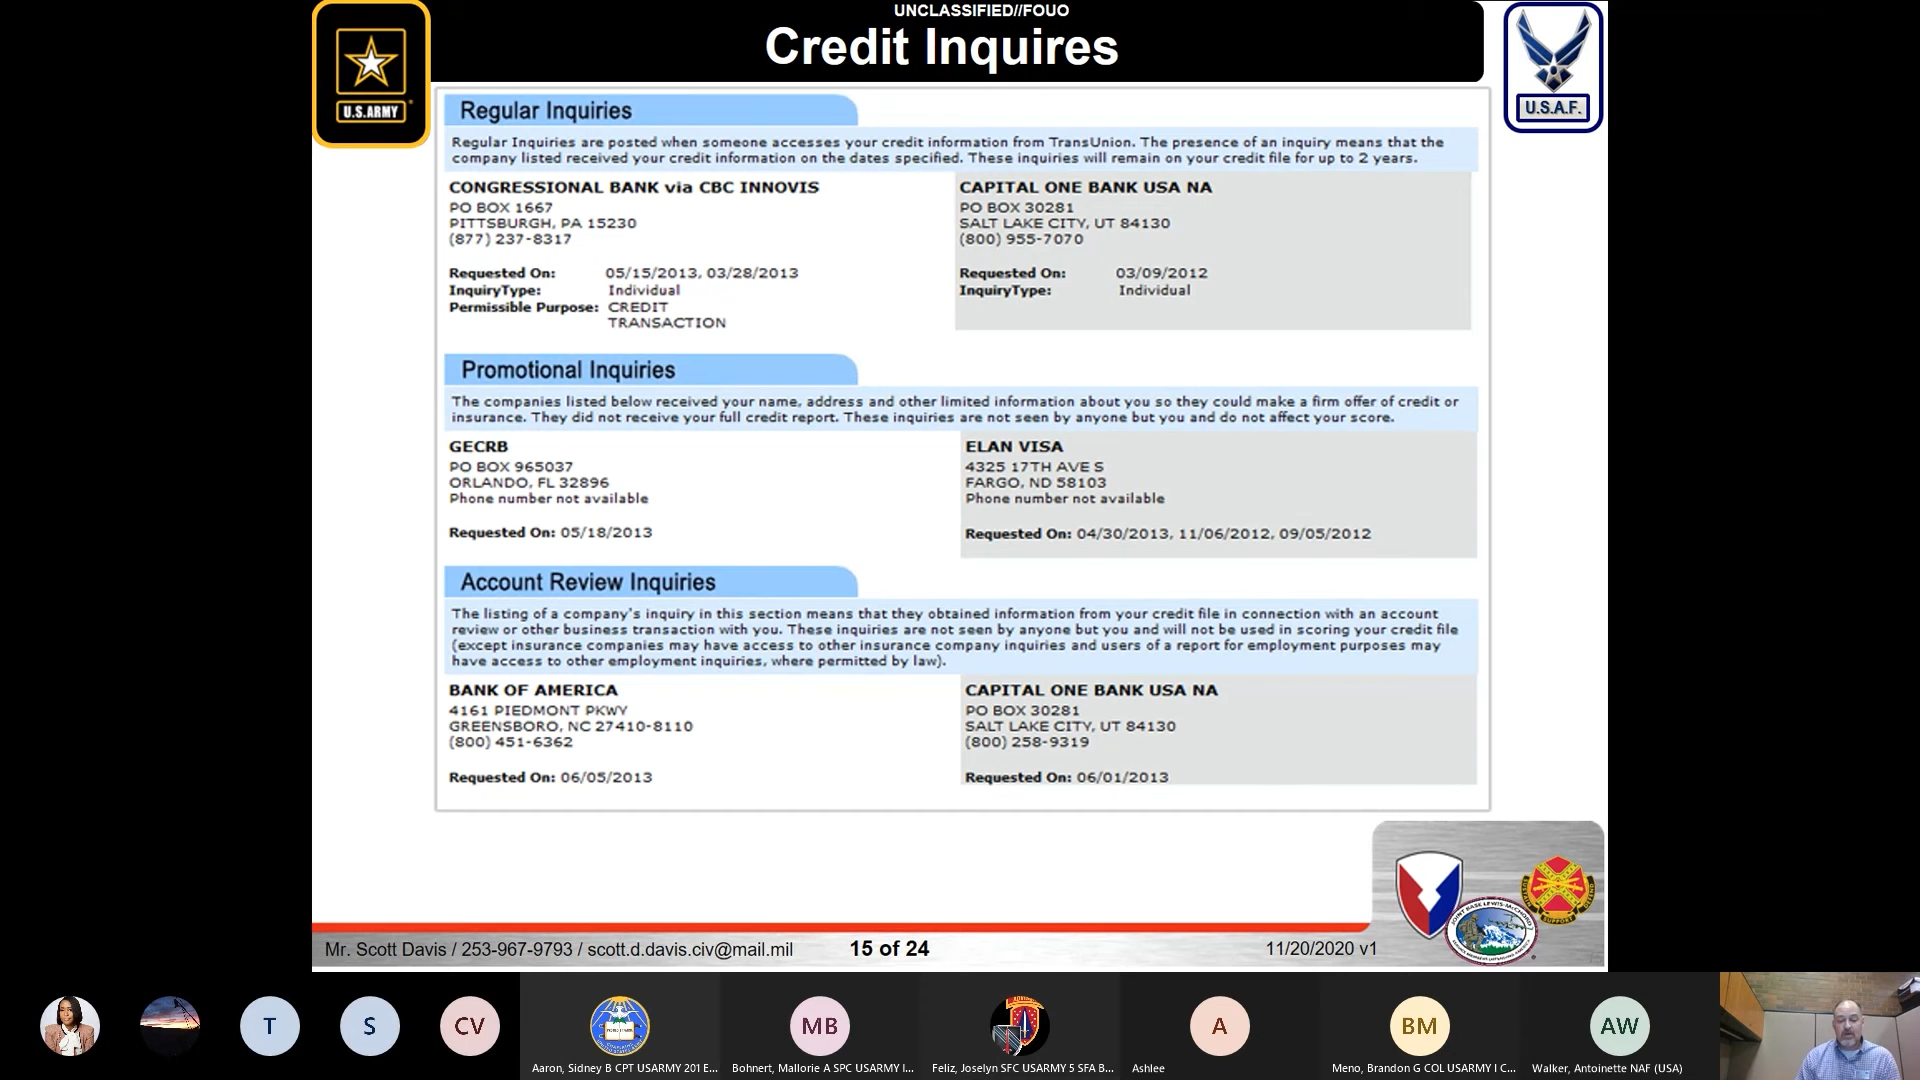 UNCLASSIFIED//FOUO
Credit Inquires
U.S.ARMY
U.S.A.F.
Regular Inquiries
Regular Inquiries are posted when someone accesses your credit information from TransUnion. The presence of an inquiry means that the
company listed received your credit information on the dates specified. These inquiries will remain on your credit file for up to 2 years.
CONGRESSIONAL BANK via CBC INNOVIS
PO BOX 1667
PITTSBURGH, PA 15230
(877) 237-8317
Requested On: 05/15/2013, 03/28/2013
InquiryType: Individual
Permissible Purpose: CREDIT
TRANSACTION
CAPITAL ONE BANK USA NA
PO BOX 30281
SALT LAKE CITY, UT 84130
(800) 955-7070
Requested On: 03/09/2012
InquiryType: Individual
Promotional Inquiries
The companies listed below received your name, address and other limited information about you so they could make a firm offer of credit or
insurance. They did not receive your full credit report. These inquiries are not seen by anyone but you and do not affect your score.
GECRB
PO BOX 965037
ORLANDO, FL 32896
Phone number not available
Requested On: 05/18/2013
ELAN VISA
4325 17TH AVE S
FARGO, ND 58103
Phone number not available
Requested On: 04/30/2013, 11/06/2012, 09/05/2012
Account Review Inquiries
The listing of a company's inquiry in this section means that they obtained information from your credit file in connection with an account
review or other business transaction with you. These inquiries are not seen by anyone but you and will not be used in scoring your credit file
(except insurance companies may have access to other insurance company inquiries and users of a report for employment purposes may
have access to other employment inquiries, where permitted by law).
BANK OF AMERICA
4161 PIEDMONT PKWY
GREENSBORO, NC 27410-8110
(800) 451-6362
Requested On: 06/05/2013
CAPITAL ONE BANK USA NA
PO BOX 30281
SALT LAKE CITY, UT 84130
(800) 258-9319
Requested On: 06/01/2013
SUPPORT
JOINT BASE LEWIS-McCHORD
Mr. Scott Davis / 253-967-9793 / scott.d.davis.civ@mail.mil
15 of 24
11/20/2020 v1
T
S
CV
MB
A
BM
AW
Aaron, Sidney B CPT USARMY 201 E...
Bohnert, Mallorie A SPC USARMY I...
Feliz, Joselyn SFC USARMY 5 SFA B...
Ashlee
Meno, Brandon G COL USARMY I C...
Walker, Antoinette NAF (USA)